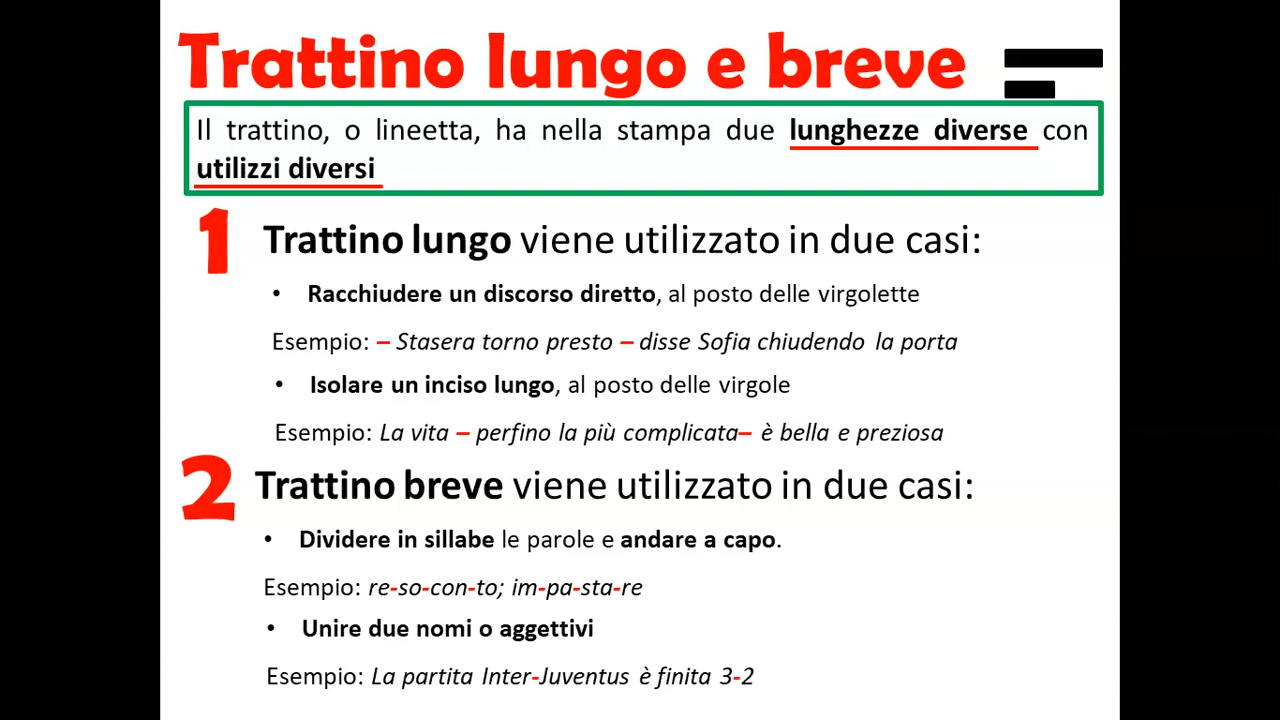 Trattino lungo e breve
Il trattino, o lineetta, ha nella stampa due lunghezze diverse con
utilizzi diversi
1 Trattino lungo viene utilizzato in due casi:
• Racchiudere un discorso diretto, al posto delle virgolette
Esempio: – Stasera torno presto – disse Sofia chiudendo la porta
• Isolare un inciso lungo, al posto delle virgole
Esempio: La vita – perfino la più complicata– è bella e preziosa
2 Trattino breve viene utilizzato in due casi:
• Dividere in sillabe le parole e andare a capo.
Esempio: re-so-con-to; im-pa-sta-re
• Unire due nomi o aggettivi
Esempio: La partita Inter-Juventus è finita 3-2